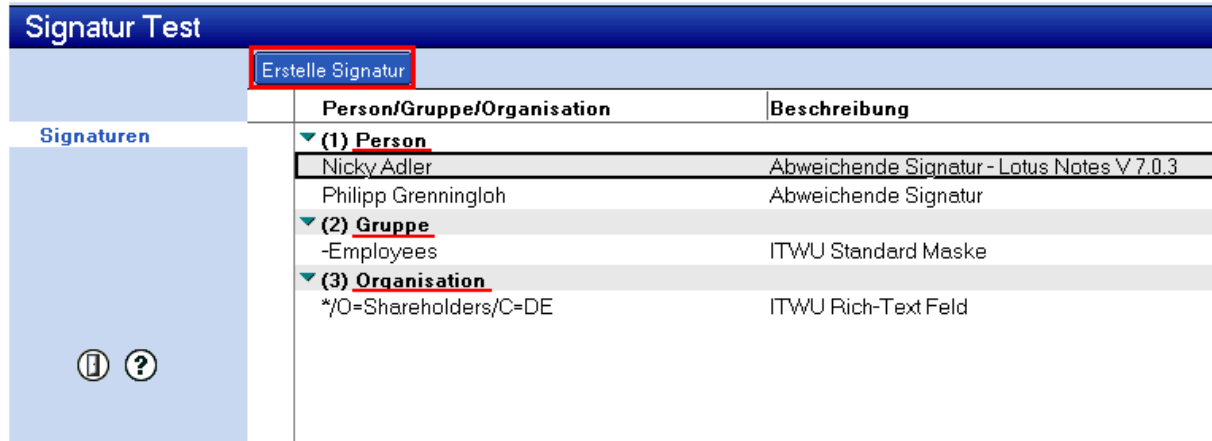 Signatur Test
Erstelle Signatur
Person/Gruppe/Organisation Beschreibung
Signaturen
(1) Person
Nicky Adler Abweichende Signatur - Lotus Notes V 7.0.3
Philipp Grenningloh Abweichende Signatur
(2) Gruppe
-Employees ITWU Standard Maske
(3) Organisation
*/O=Shareholders/C=DE ITWU Rich-Text Feld
?